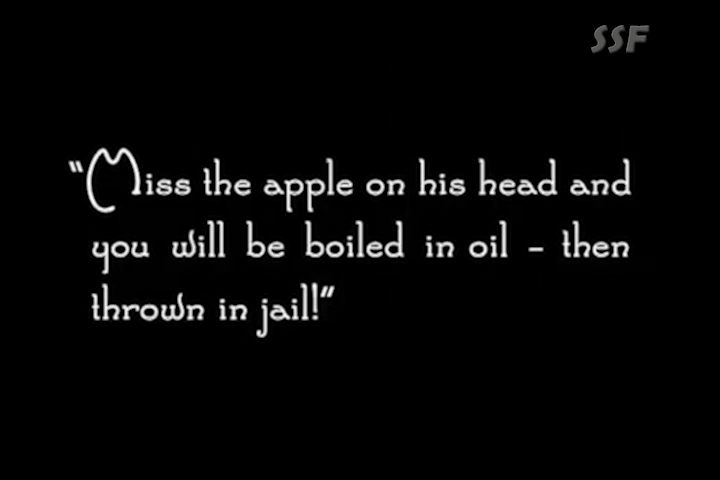 SSF
"Miss the apple on his head and
you will be boiled in oil - then
thrown in jail!"